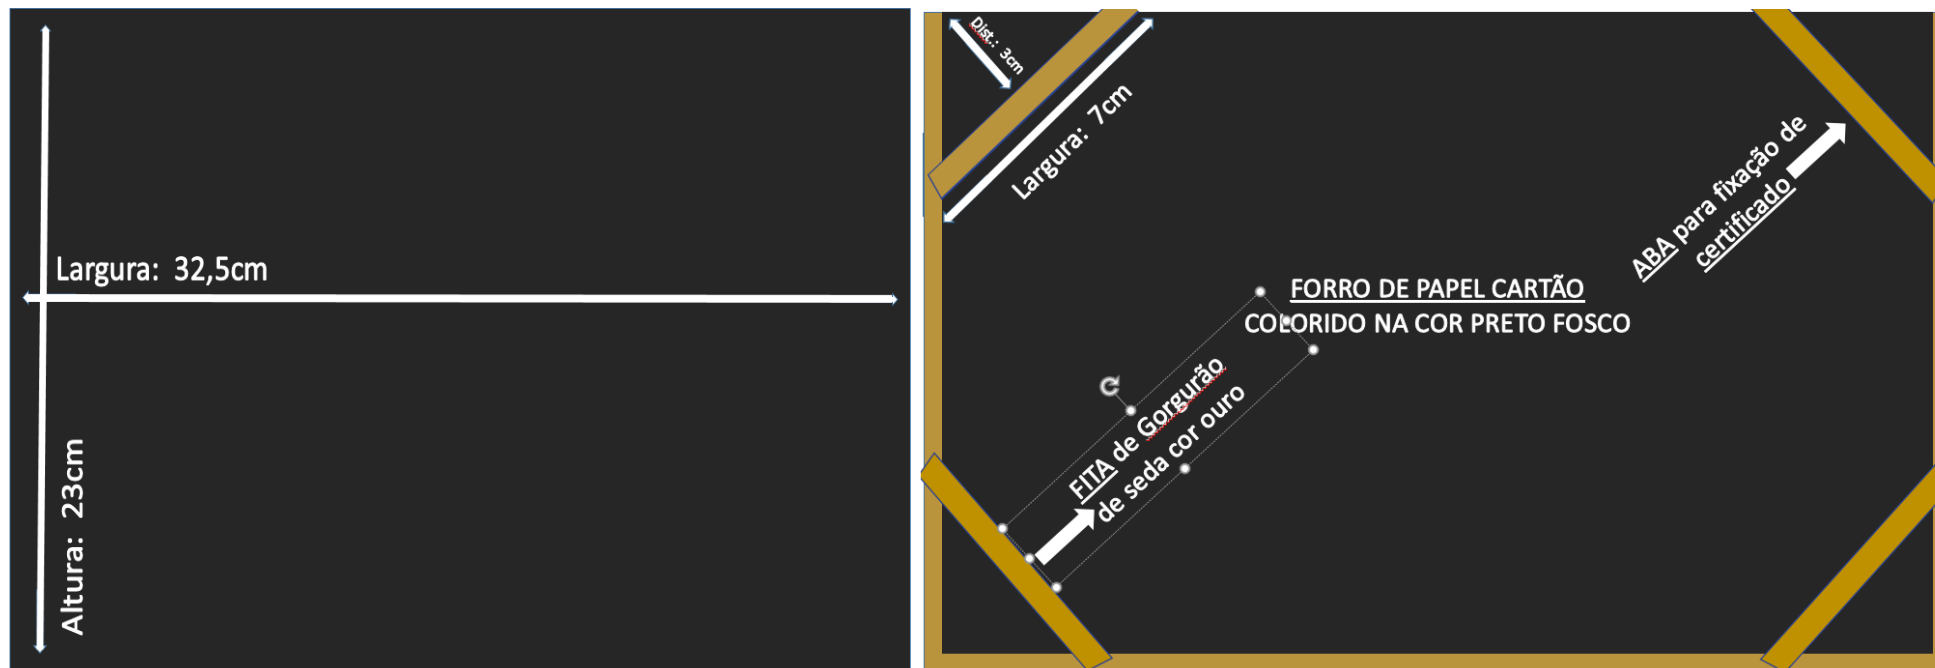 Largura: 32,5cm
Altura: 23cm
Dist.: 3cm
Largura: 7cm
ABA para fixação de
certificado
FORRO DE PAPEL CARTÃO
COLORIDO NA COR PRETO FOSCO
FITA de Gorgurão
de seda cor ouro